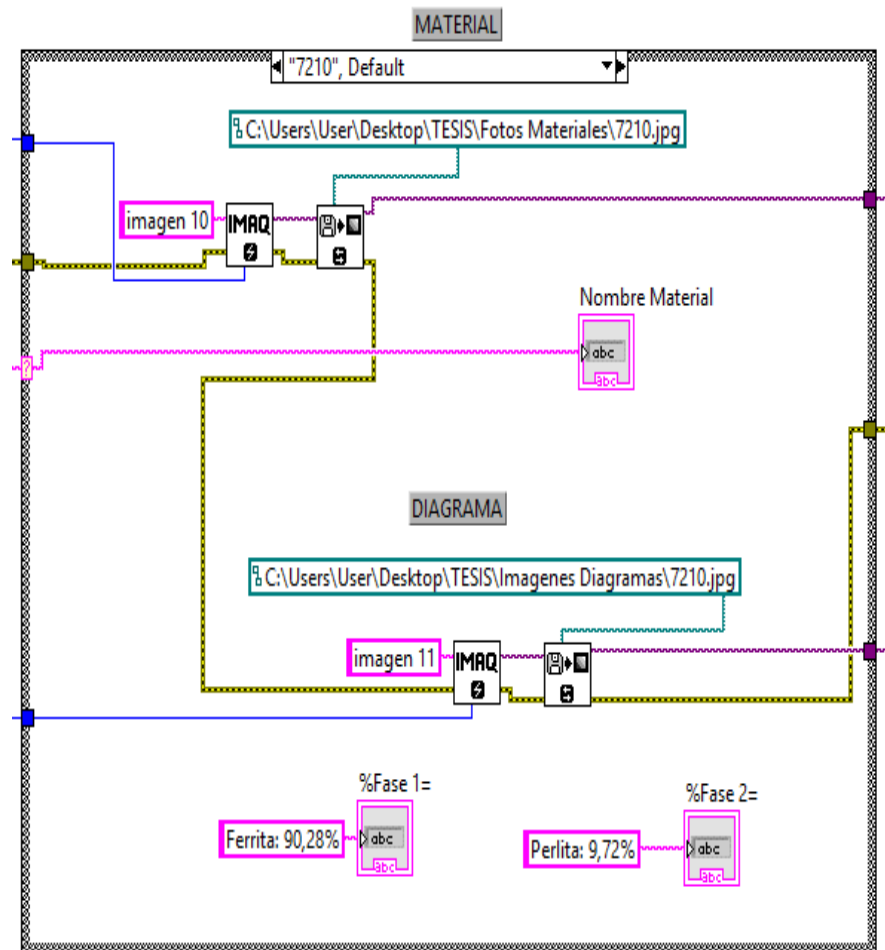 MATERIAL
"7210", Default
C:\Users\User\Desktop\TESIS\Fotos Materiales\7210.jpg
imagen 10
IMAQ
Nombre Material
abc
abc
?
DIAGRAMA
C:\Users\User\Desktop\TESIS\Imagenes Diagramas\7210.jpg
imagen 11
IMAQ
%Fase 1=
%Fase 2=
Ferrita: 90,28%
abc
abc
Perlita: 9,72%
abc
abc